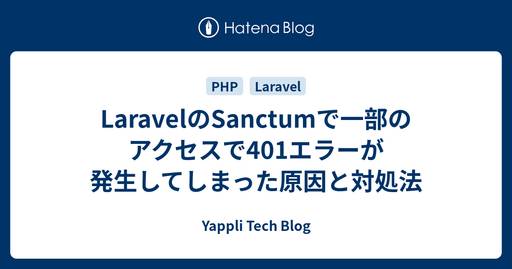 Hatena Blog
PHP Laravel
LaravelのSanctumで一部の
アクセスで401エラーが
発生してしまった原因と対処法
Yappli Tech Blog